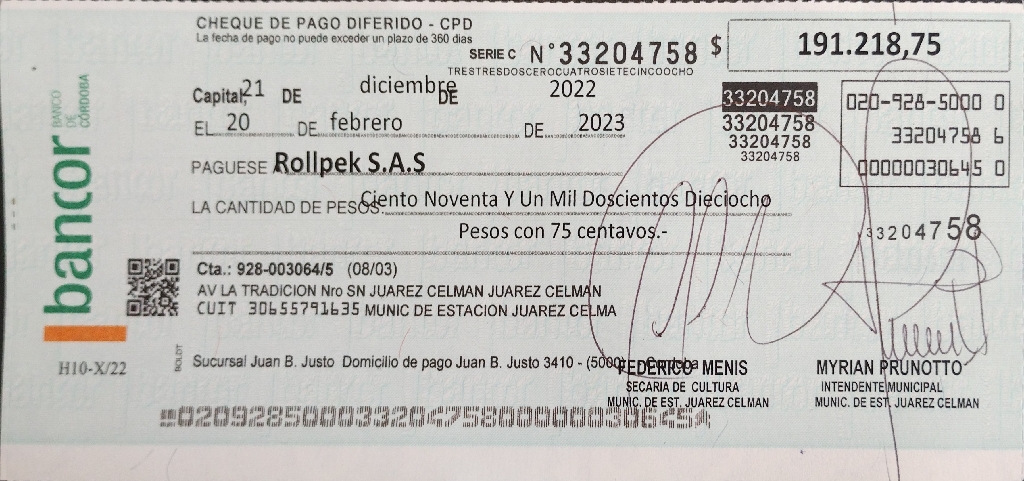 CHEQUE DE PAGO DIFERIDO - CPD
La fecha de pago no puede exceder un plazo de 360 días
SERIE C N° 33204758 $ 191.218,75
TRESTRESDOSCEROCUATROSIETECINCOOCHO
Capital, 21 DE diciembre DE 2022
33204758
020-928-5000 0
EL 20 DE febrero DE 2023
33204758
33204758 6
33204758
33204758
00000030645 0
PAGUESE Rollpek S.A.S
LA CANTIDAD DE PESOS Ciento Noventa Y Un Mil Doscientos Dieciocho
Pesos con 75 centavos.-
33204758
bancor
BANCO DE CÓRDOBA
Cta.: 928-003064/5 (08/03)
AV LA TRADICION Nro SN JUAREZ CELMAN JUAREZ CELMAN
CUIT 30655791635 MUNIC DE ESTACION JUAREZ CELMA
H10-X/22
BOLDT
Sucursal Juan B. Justo Domicilio de pago Juan B. Justo 3410 - (5000)
FEDERICO MENIS
SECARIA DE CULTURA
MUNIC. DE EST. JUAREZ CELMAN
MYRIAN PRUNOTTO
INTENDENTE MUNICIPAL
MUNIC. DE EST. JUAREZ CELMAN
02092850003320475800000030645